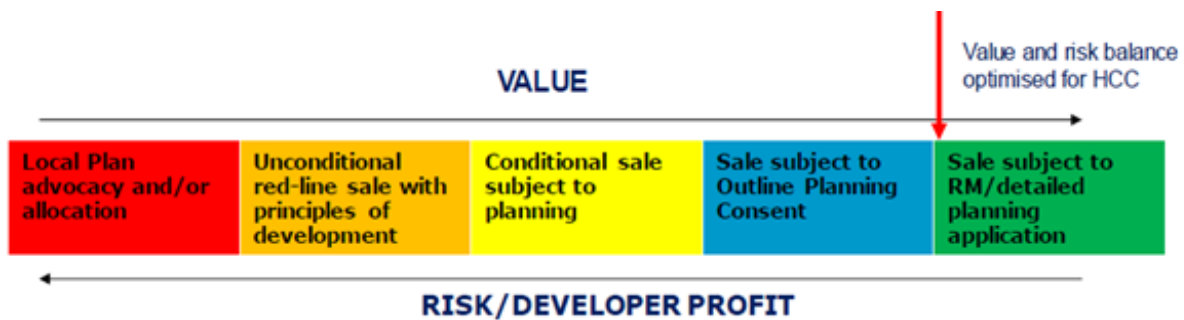 Value and risk balance
optimised for HCC
VALUE
Local Plan
advocacy and/or
allocation
Unconditional
red-line sale with
principles of
development
Conditional sale
subject to
planning
Sale subject to
Outline Planning
Consent
Sale subject to
RM/detailed
planning
application
RISK/DEVELOPER PROFIT